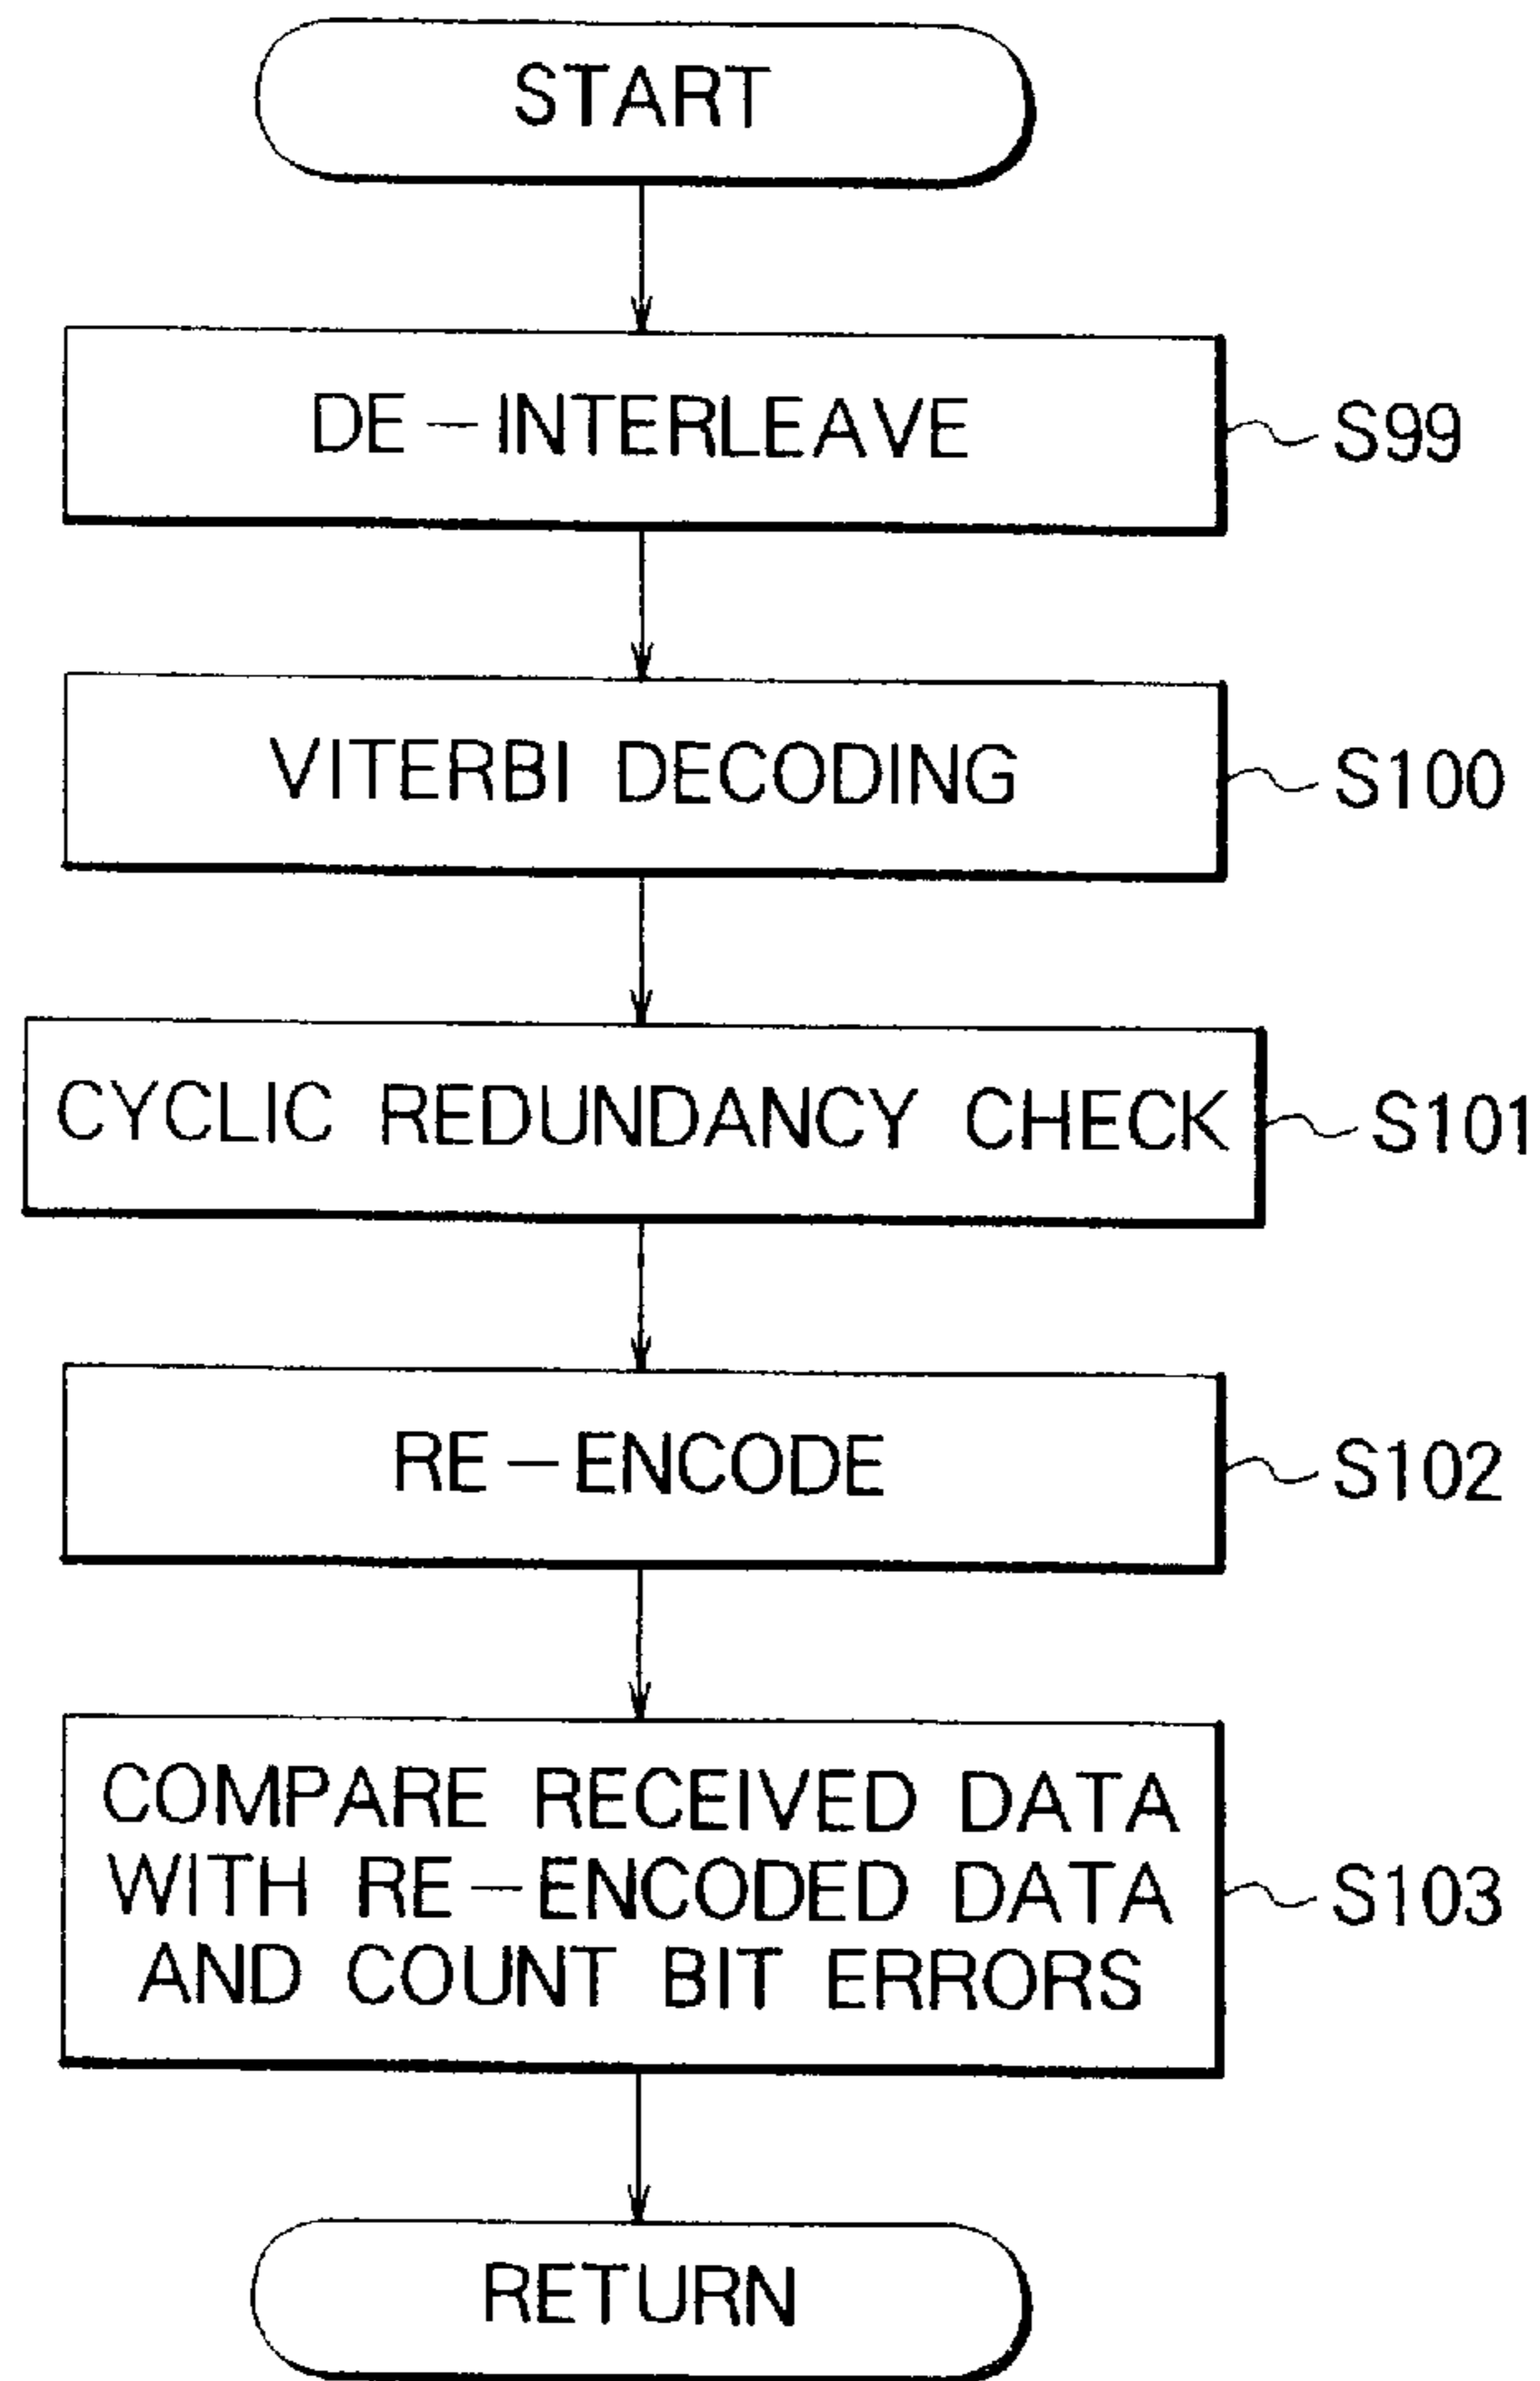 START
DE-INTERLEAVE
S99
VITERBI DECODING
S100
CYCLIC REDUNDANCY CHECK
S101
RE-ENCODE
S102
COMPARE RECEIVED DATA
WITH RE-ENCODED DATA
AND COUNT BIT ERRORS
S103
RETURN